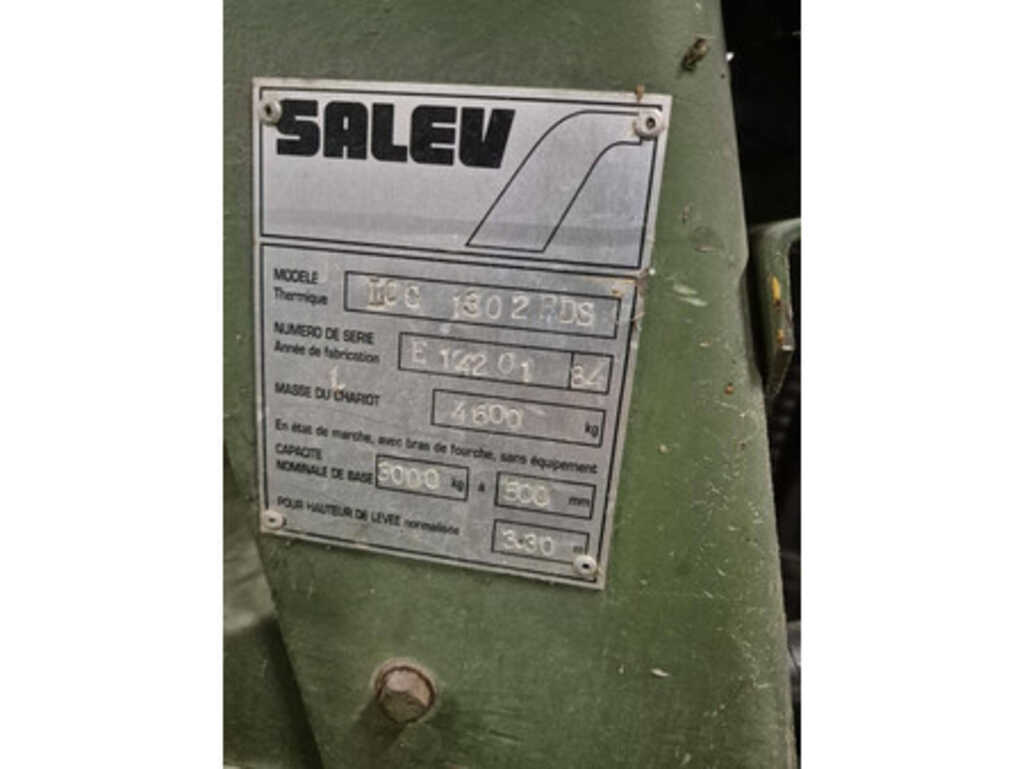 SALEV
MODELE
Thermique 1302 RDS
NUMERO DE SERIE
Année de fabrication E 14201 84
MASSE DU CHARIOT 4600 kg
En état de marche, avec bras de fourche, sans équipement
CAPACITE
NOMINALE DE BASE 3000 kg à 500 mm
POUR HAUTEUR DE LEVEE normalisée 3.30 m